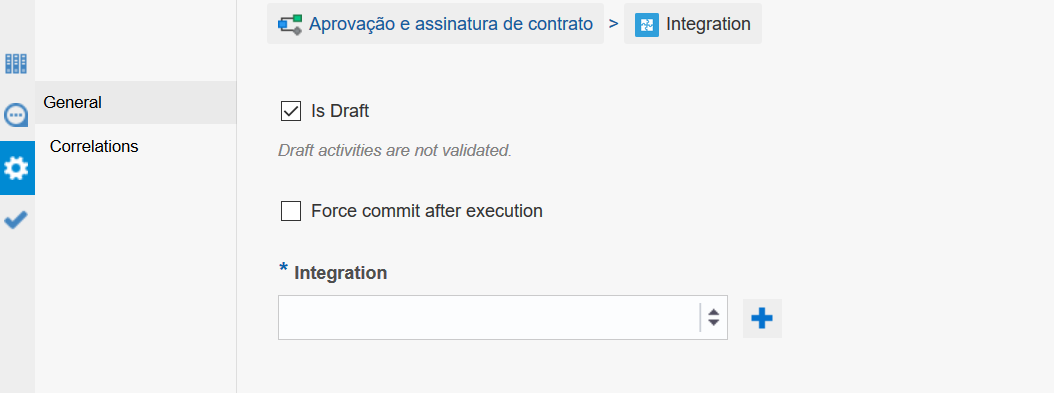 Aprovação e assinatura de contrato > Integration
General
Correlations
Is Draft
Draft activities are not validated.
Force commit after execution
* Integration